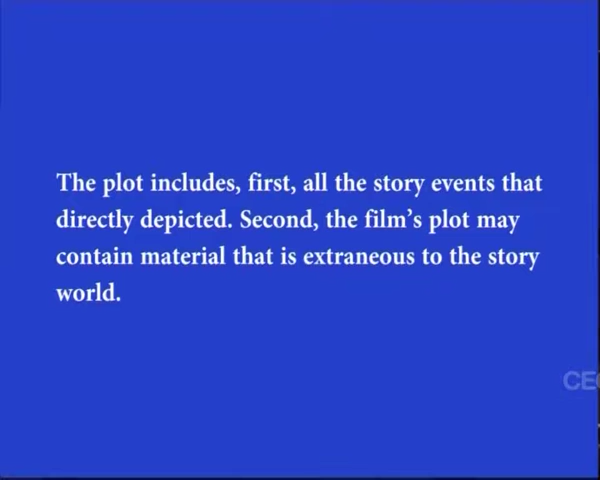 The plot includes, first, all the story events that
directly depicted. Second, the film’s plot may
contain material that is extraneous to the story
world.